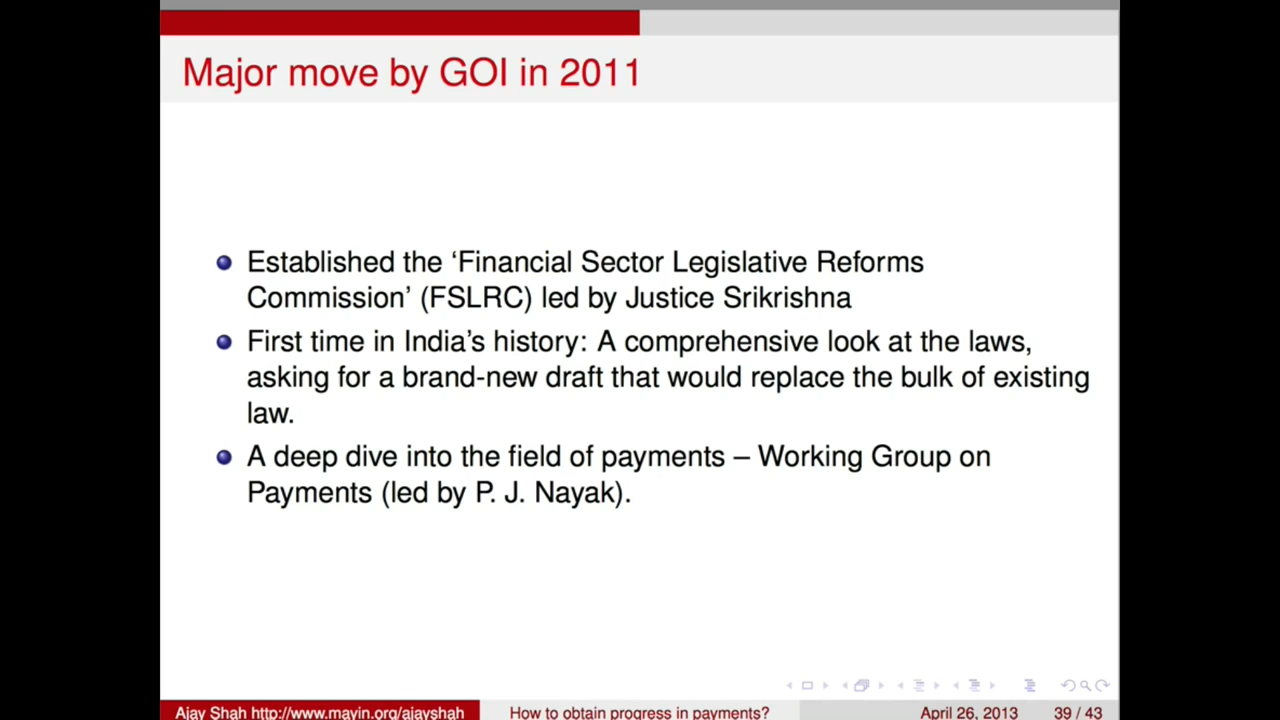 Major move by GOI in 2011
Established the ‘Financial Sector Legislative Reforms
Commission’ (FSLRC) led by Justice Srikrishna
First time in India’s history: A comprehensive look at the laws,
asking for a brand-new draft that would replace the bulk of existing
law.
A deep dive into the field of payments – Working Group on
Payments (led by P. J. Nayak).
Ajay Shah http://www.mayin.org/ajayshah How to obtain progress in payments? April 26, 2013 39 / 43